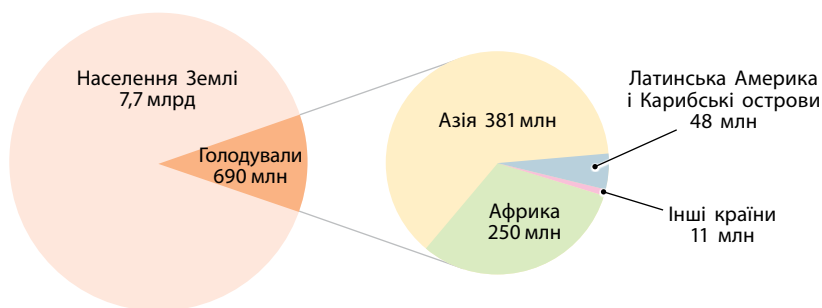 Населення Землі
7,7 млрд
Голодували
690 млн
Азія 381 млн
Африка
250 млн
Латинська Америка
і Карибські острови
48 млн
Інші країни
11 млн